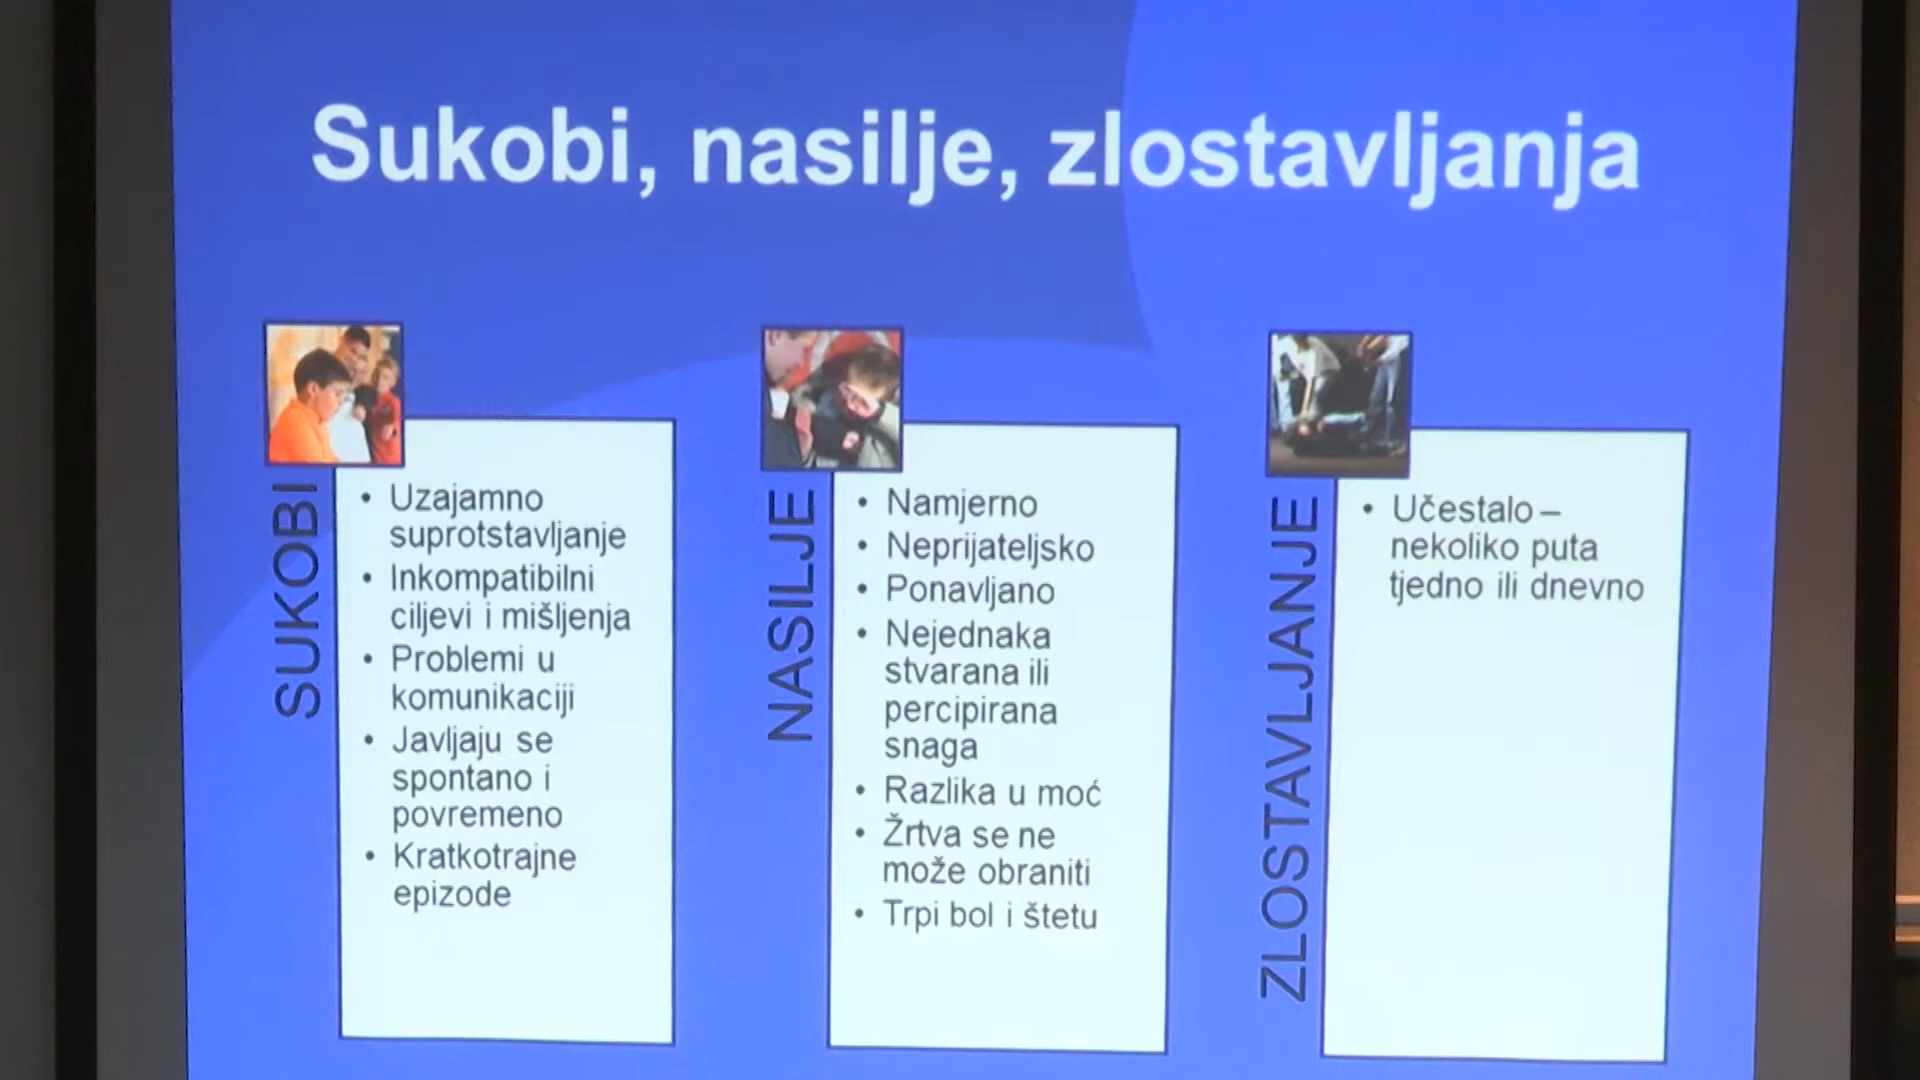 Sukobi, nasilje, zlostavljanja
SUKOBI
• Uzajamno
suprotstavljanje
• Inkompatibilni
ciljevi i mišljenja
• Problemi u
komunikaciji
• Javljaju se
spontano i
povremeno
• Kratkotrajne
epizode
NASILJE
• Namjerno
• Neprijateljsko
• Ponavljano
• Nejednaka
stvarana ili
percipirana
snaga
• Razlika u moć
• Žrtva se ne
može obraniti
• Trpi bol i štetu
ZLOSTAVLJANJE
• Učestalo –
nekoliko puta
tjedno ili dnevno